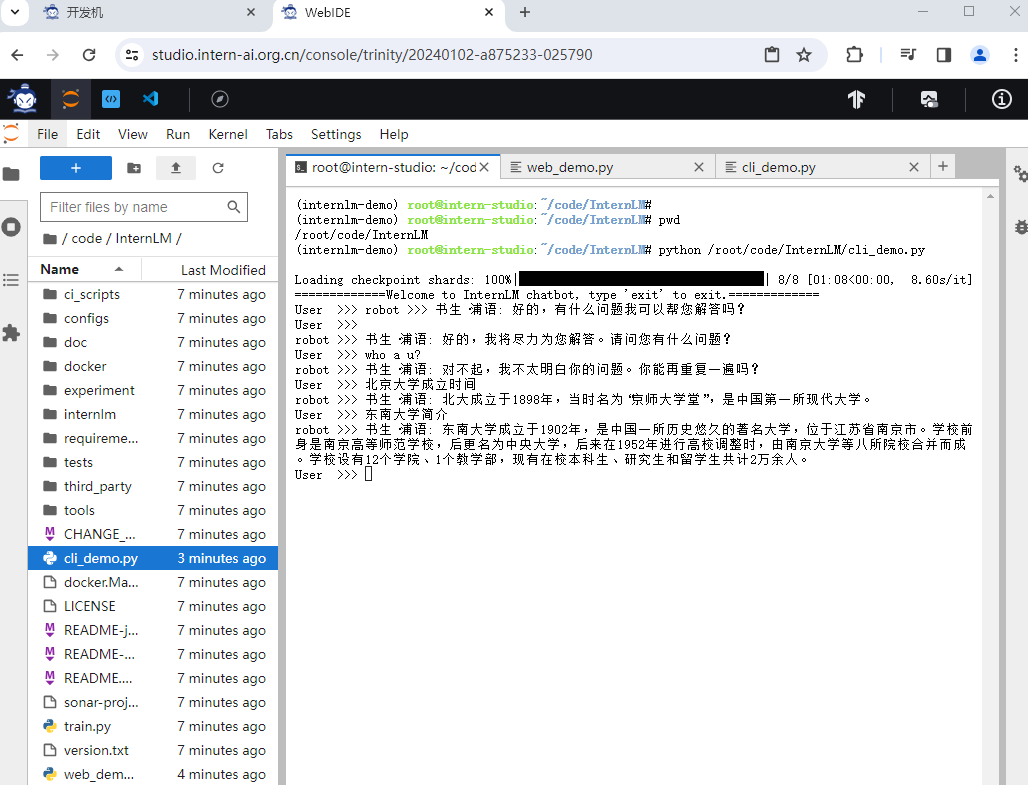 开发机
WebIDE
studio.intern-ai.org.cn/console/trinity/20240102-a875233-025790
File Edit View Run Kernel Tabs Settings Help
root@intern-studio: ~/cod
web_demo.py
cli_demo.py
Filter files by name
/ code / InternLM /
Name Last Modified
ci_scripts 7 minutes ago
configs 7 minutes ago
doc 7 minutes ago
docker 7 minutes ago
experiment 7 minutes ago
internlm 7 minutes ago
requireme... 7 minutes ago
tests 7 minutes ago
third_party 7 minutes ago
tools 7 minutes ago
CHANGE_... 7 minutes ago
cli_demo.py 3 minutes ago
docker.Ma... 7 minutes ago
LICENSE 7 minutes ago
README-j... 7 minutes ago
README-... 7 minutes ago
README.... 7 minutes ago
sonar-proj... 7 minutes ago
train.py 7 minutes ago
version.txt 7 minutes ago
web_dem... 4 minutes ago
(internlm-demo) root@intern-studio:~/code/InternLM#
(internlm-demo) root@intern-studio:~/code/InternLM# pwd
/root/code/InternLM
(internlm-demo) root@intern-studio:~/code/InternLM# python /root/code/InternLM/cli_demo.py
Loading checkpoint shards: 100%| | 8/8 [01:08<00:00, 8.60s/it]
=============Welcome to InternLM chatbot, type 'exit' to exit.=============
User >>> robot >>> 书生·浦语: 好的，有什么问题我可以帮您解答吗？
User >>>
robot >>> 书生·浦语: 好的，我将尽力为您解答。请问您有什么问题？
User >>> who a u?
robot >>> 书生·浦语: 对不起，我不太明白你的问题。你能再重复一遍吗？
User >>> 北京大学成立时间
robot >>> 书生·浦语: 北大成立于1898年，当时名为“京师大学堂”，是中国第一所现代大学。
User >>> 东南大学简介
robot >>> 书生·浦语: 东南大学成立于1902年，是中国一所历史悠久的著名大学，位于江苏省南京市。学校前
身是南京高等师范学校，后更名为中央大学，后来在1952年进行高校调整时，由南京大学等八所院校合并而成
。学校设有12个学院、1个教学部，现有在校本科生、研究生和留学生共计2万余人。
User >>>